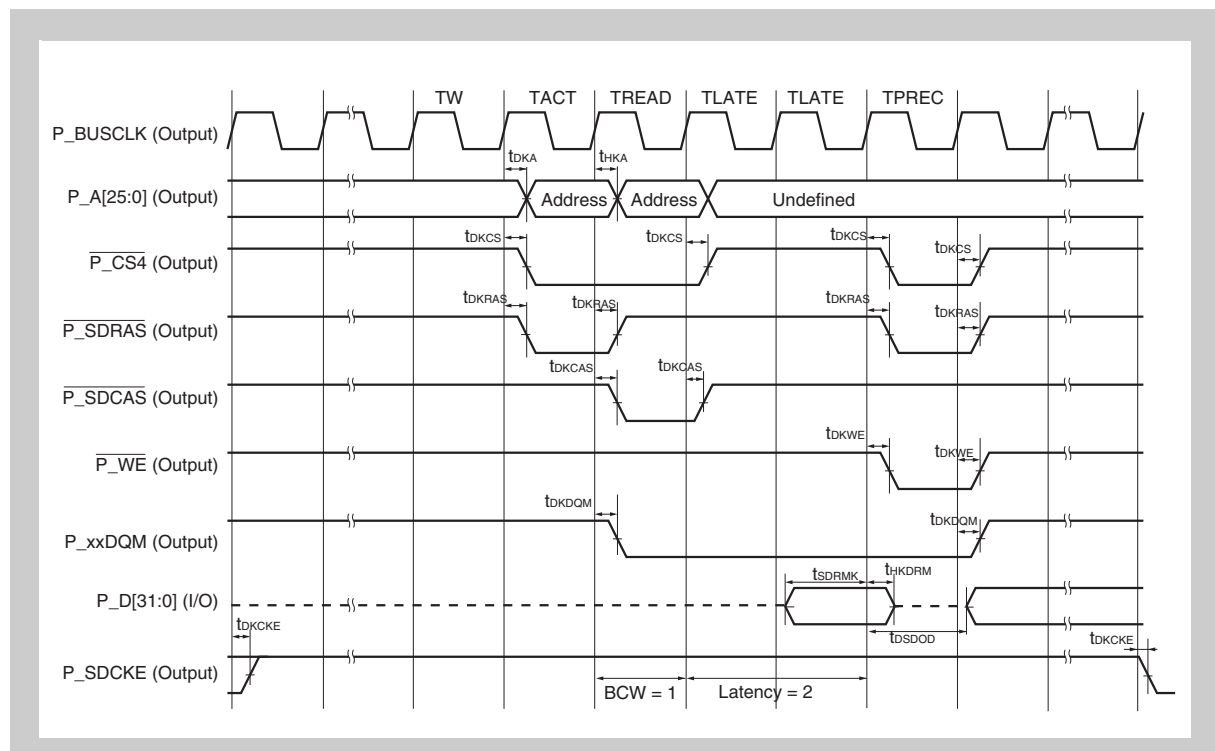 TW TACT TREAD TLATE TLATE TPREC
P_BUSCLK (Output)
tDKA tHKA
P_A[25:0] (Output) Address Address Undefined
tDKCS tDKCS tDKCS tDKCS
P_CS4 (Output)
tDKRAS tDKRAS tDKRAS tDKRAS
P_SDRAS (Output)
tDKCAS tDKCAS
P_SDCAS (Output)
tDKWE tDKWE
P_WE (Output)
tDKDQM tDKDQM
P_xxDQM (Output)
tSDRMK tHKDRM
P_D[31:0] (I/O)
tDKCKE tDSDOD tDKCKE
P_SDCKE (Output)
BCW = 1 Latency = 2